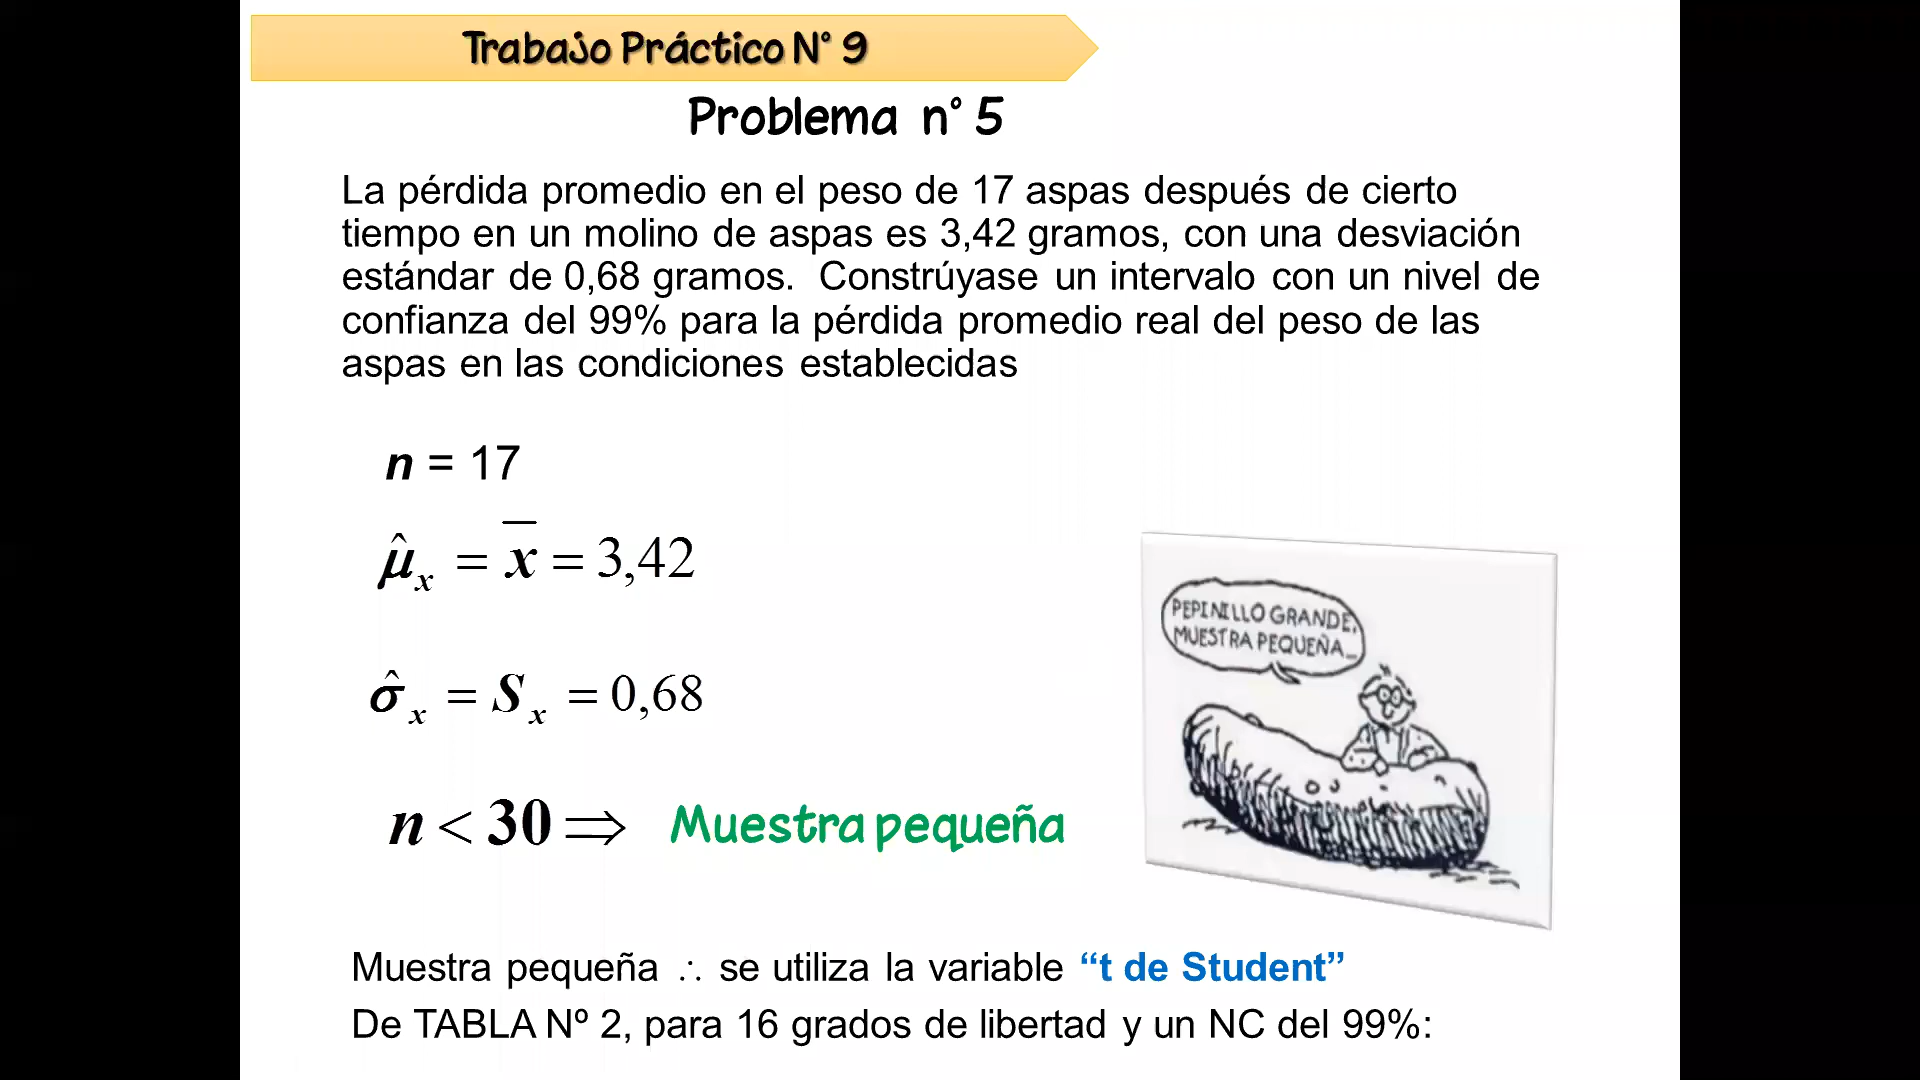 Trabajo Práctico N° 9
Problema n° 5
La pérdida promedio en el peso de 17 aspas después de cierto
tiempo en un molino de aspas es 3,42 gramos, con una desviación
estándar de 0,68 gramos. Constrúyase un intervalo con un nivel de
confianza del 99% para la pérdida promedio real del peso de las
aspas en las condiciones establecidas
n = 17
μ̂ₓ = x̅ = 3,42
σ̂ₓ = Sₓ = 0,68
n < 30 ⇒ Muestra pequeña
PEPINILLO GRANDE,
MUESTRA PEQUEÑA...
Muestra pequeña ∴ se utiliza la variable “t de Student”
De TABLA Nº 2, para 16 grados de libertad y un NC del 99%: